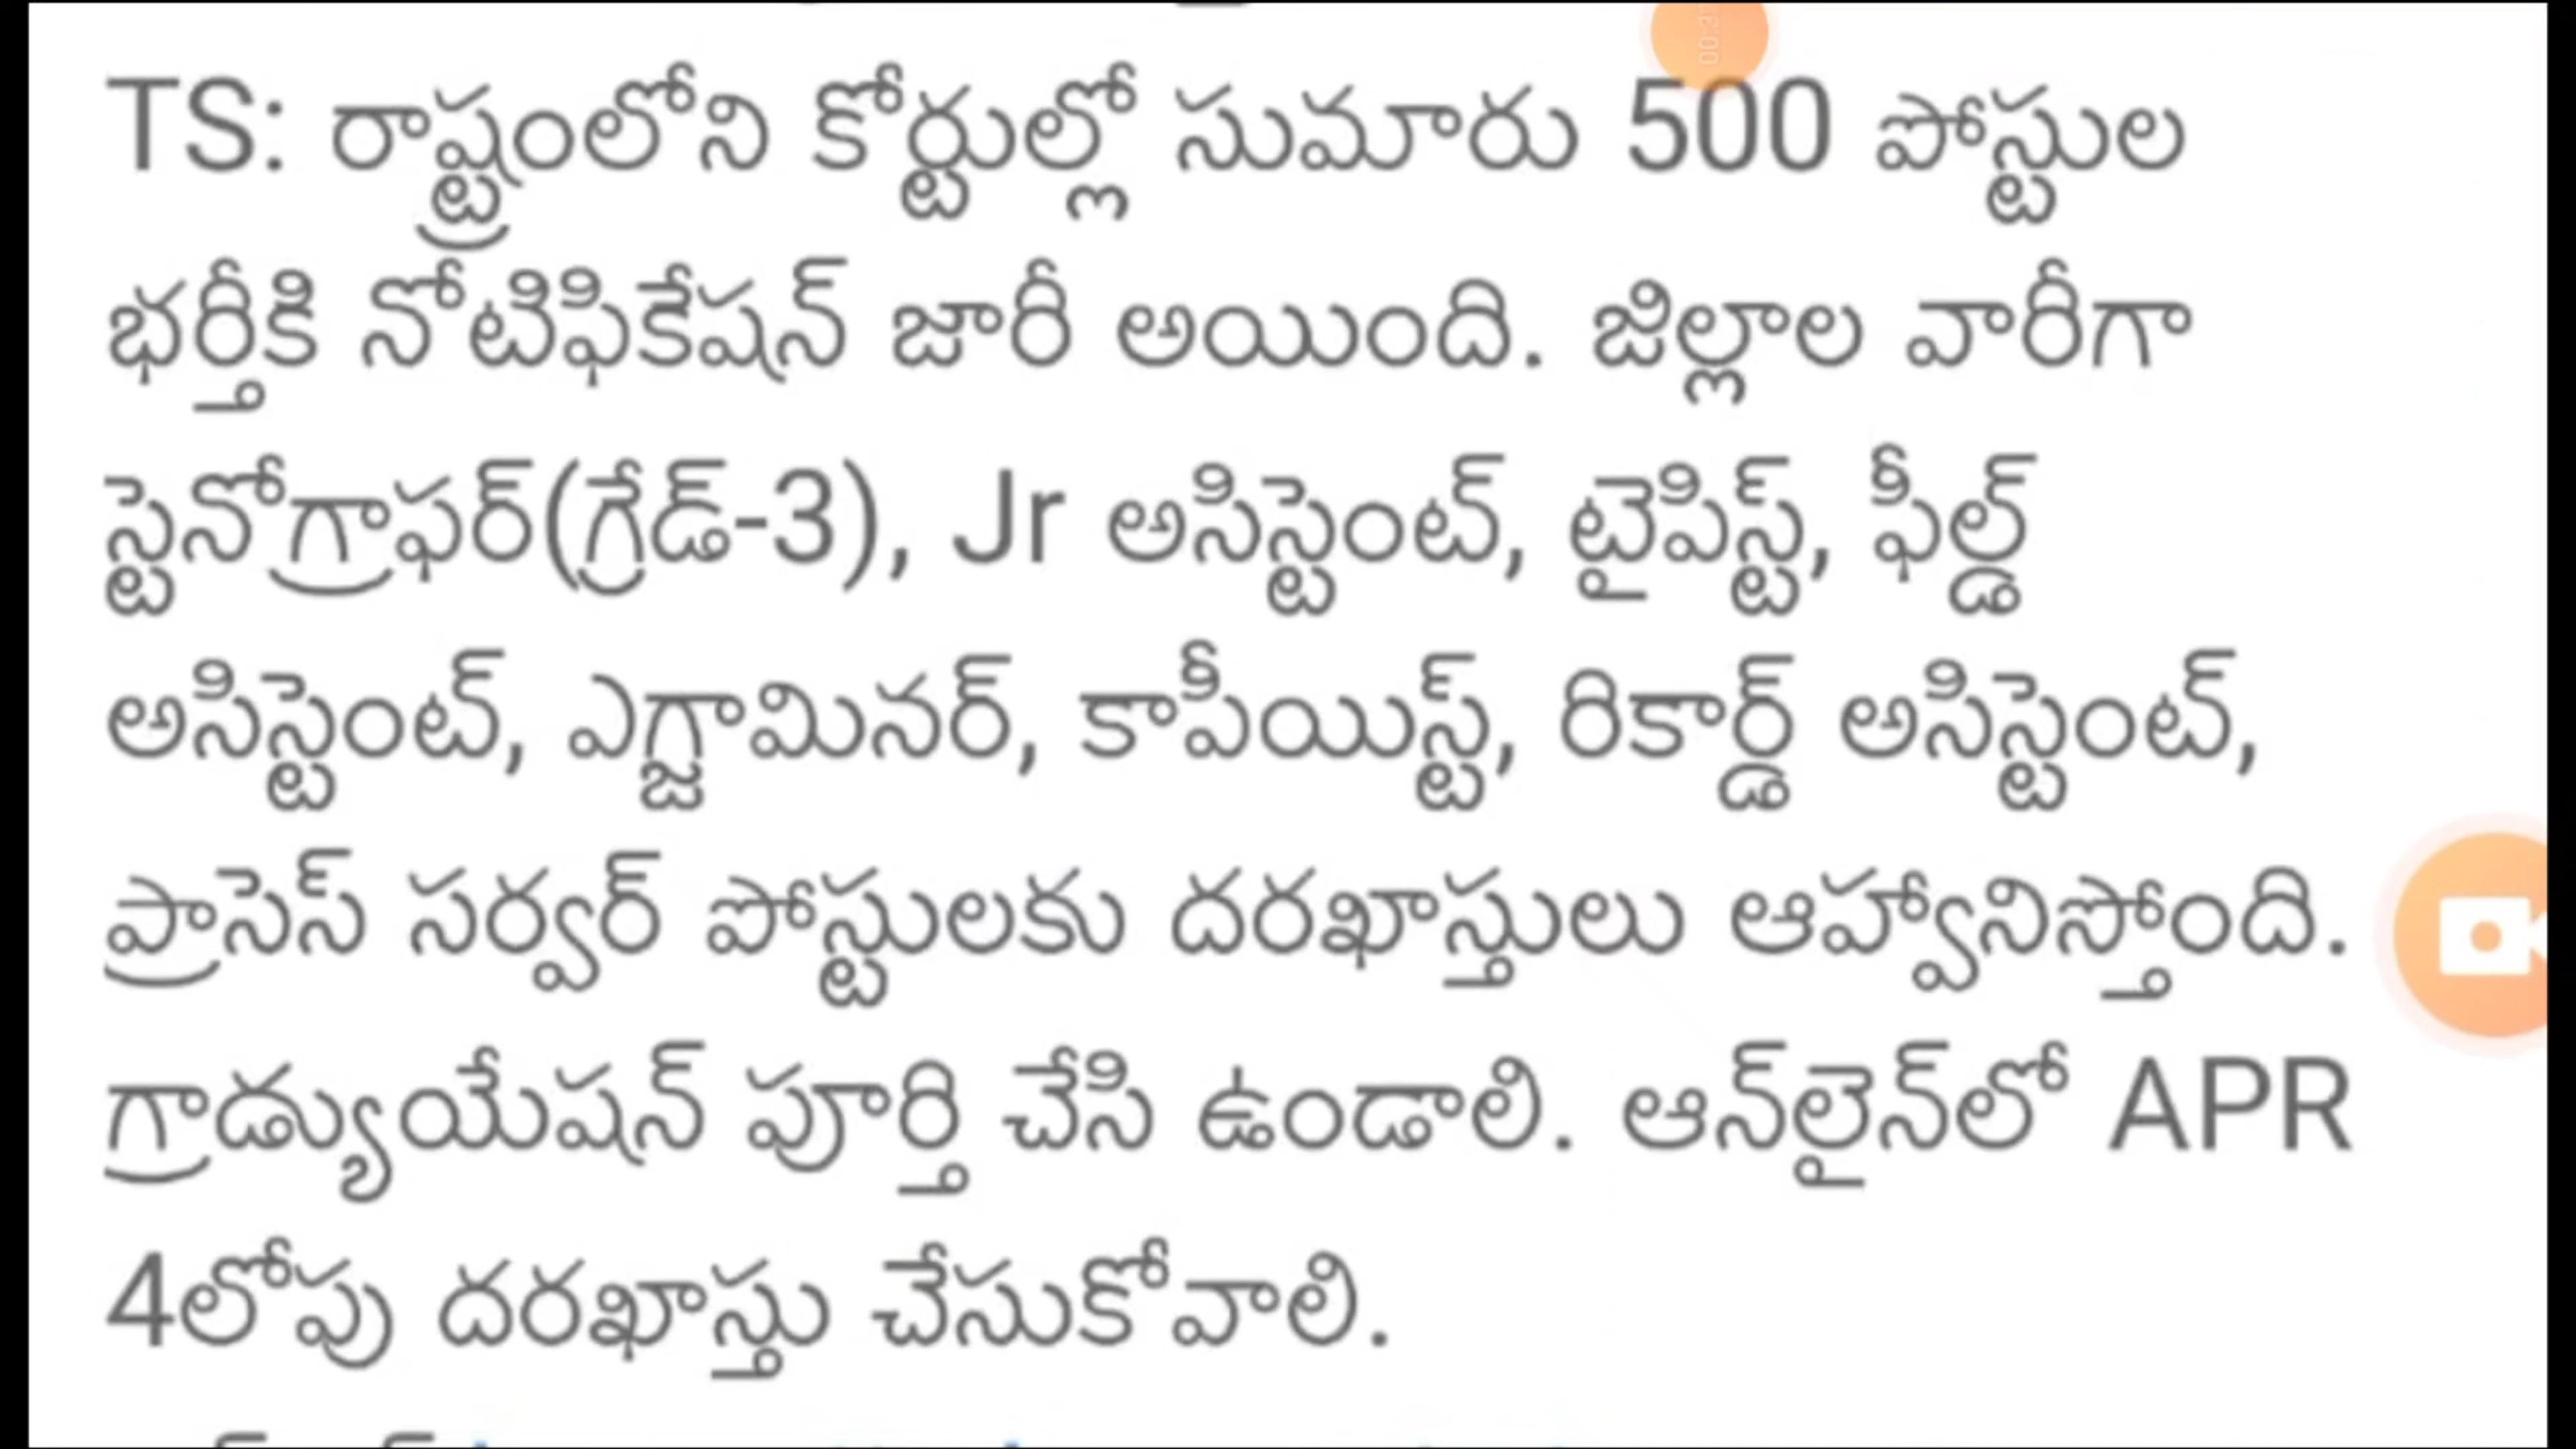 TS: రాష్ట్రంలోని కోర్టుల్లో సుమారు 500 పోస్టుల
భర్తీకి నోటిఫికేషన్ జారీ అయింది. జిల్లాల వారీగా
స్టెనోగ్రాఫర్(గ్రేడ్-3), Jr అసిస్టెంట్, టైపిస్ట్, ఫీల్డ్
అసిస్టెంట్, ఎగ్జామినర్, కాపీయిస్ట్, రికార్డ్ అసిస్టెంట్,
ప్రాసెస్ సర్వర్ పోస్టులకు దరఖాస్తులు ఆహ్వానిస్తోంది.
గ్రాడ్యుయేషన్ పూర్తి చేసి ఉండాలి. ఆన్‌లైన్‌లో APR
4లోపు దరఖాస్తు చేసుకోవాలి.